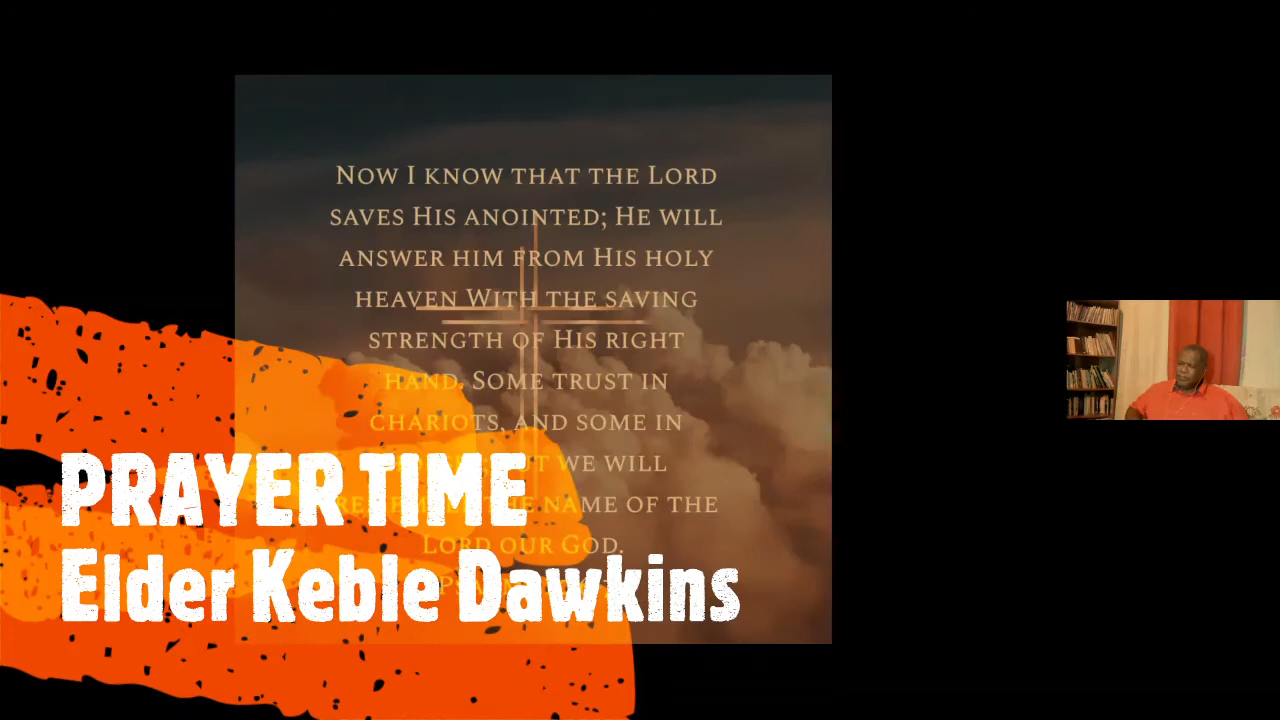 Now I know that the Lord
saves His anointed; He will
answer him from His holy
heaven With the saving
strength of His right
hand. Some trust in
chariots, and some in
we will
name of the
Lord our God.
PRAYER TIME
Elder Keble Dawkins